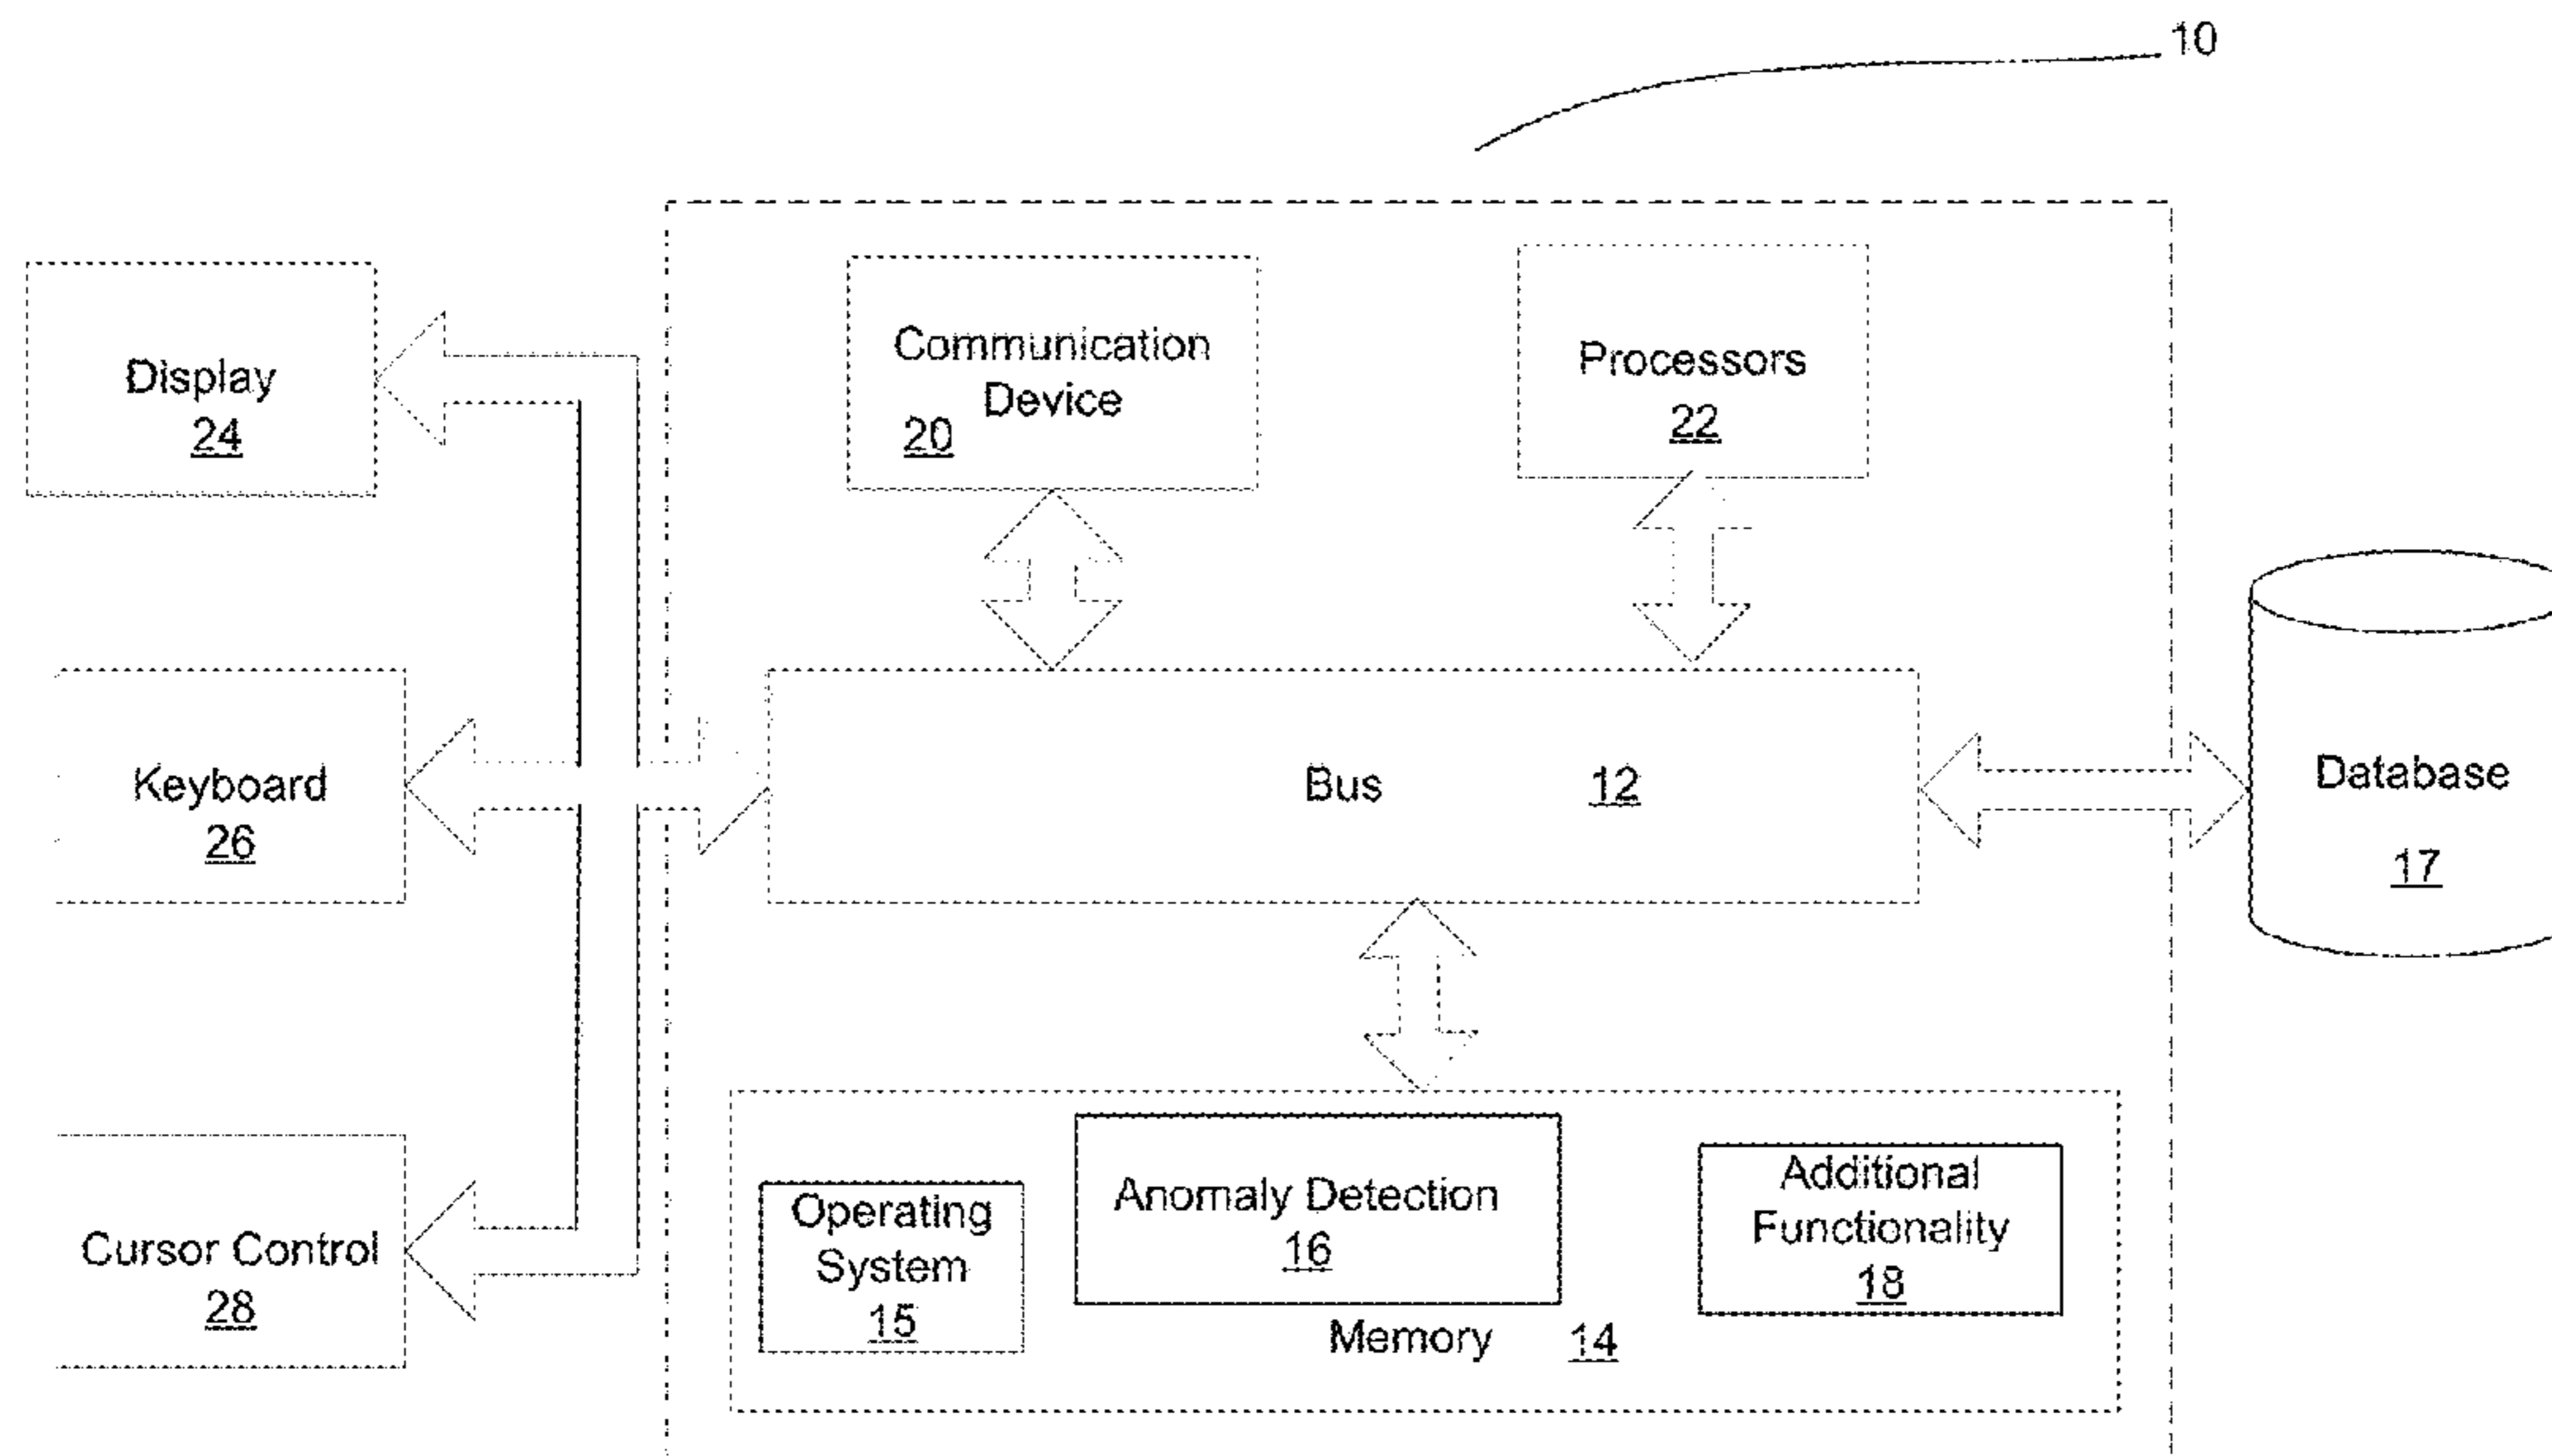 10
Display
24
Communication
Device
20
Processors
22
Keyboard
26
Bus 12
Database
17
Cursor Control
28
Operating
System
15
Anomaly Detection
16
Additional
Functionality
18
Memory 14